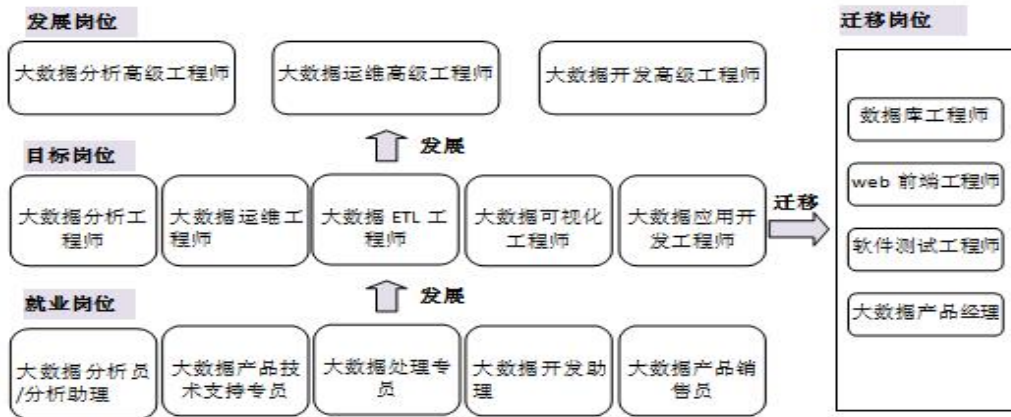 发展岗位
迁移岗位
大数据分析高级工程师
大数据运维高级工程师
大数据开发高级工程师
数据库工程师
发展
目标岗位
web 前端工程师
大数据分析工
程师
大数据运维工
程师
大数据 ETL 工
程师
大数据可视化
工程师
大数据应用开
发工程师
迁移
软件测试工程师
发展
就业岗位
大数据产品经理
大数据分析员
/分析助理
大数据产品技
术支持专员
大数据处理专
员
大数据开发助
理
大数据产品销
售员